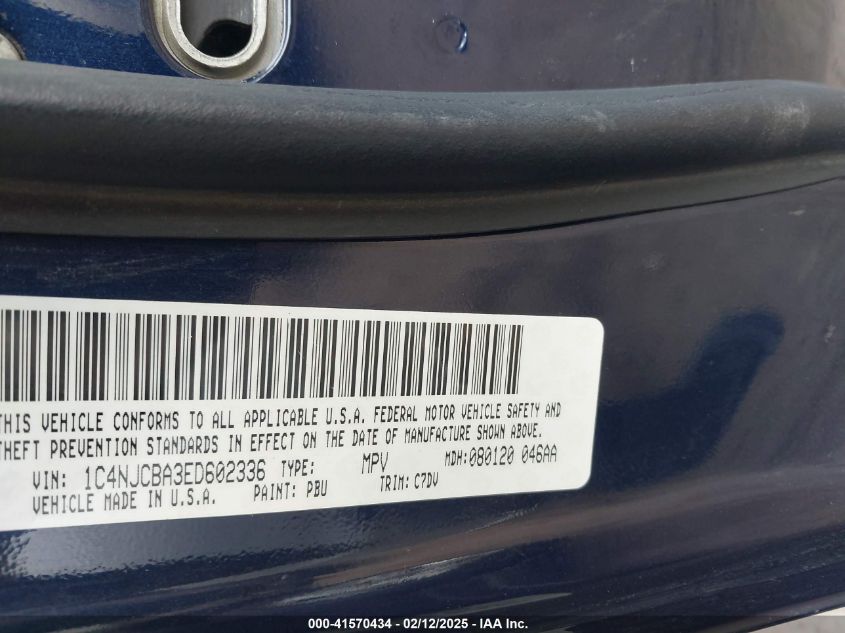 THIS VEHICLE CONFORMS TO ALL APPLICABLE U.S.A. FEDERAL MOTOR VEHICLE SAFETY AND
THEFT PREVENTION STANDARDS IN EFFECT ON THE DATE OF MANUFACTURE SHOWN ABOVE.
VIN: 1C4NJCBA3ED602336 TYPE: MPV MDH:080120 046AA
VEHICLE MADE IN U.S.A. PAINT: PBU TRIM: C7DV
000-41570434 - 02/12/2025 - IAA Inc.